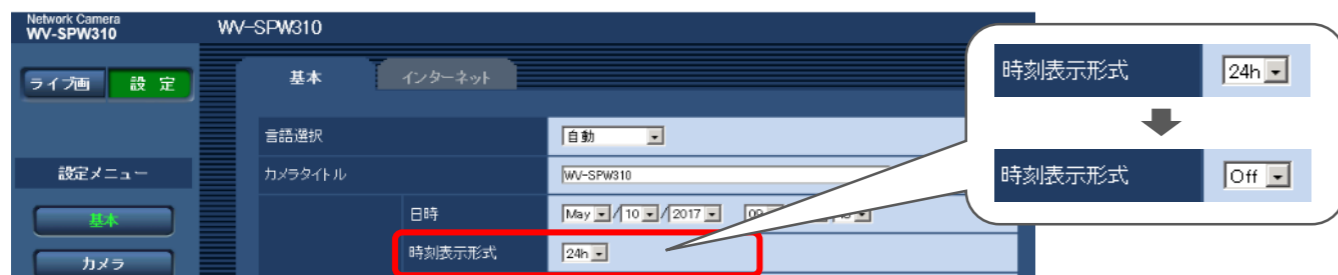 Network Camera
WV-SPW310
WV-SPW310
ライブ画 設 定
基本 インターネット
言語選択 自動
設定メニュー カメラタイトル WV-SPW310
基本 日時 May / 10 / 2017 09
カメラ 時刻表示形式 24h
時刻表示形式 24h
時刻表示形式 Off